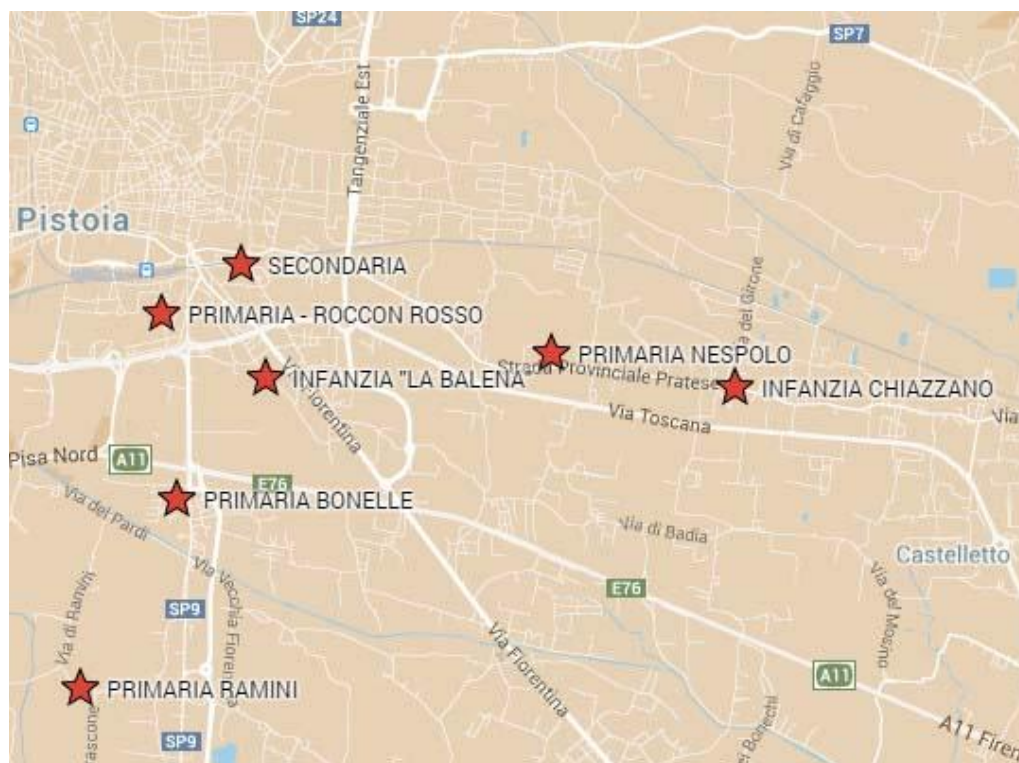 SP24
SP7
Tangenziale Est
Via di Cafaggio
Pistoia
SECONDARIA
a del Girone
PRIMARIA - ROCCON ROSSO
PRIMARIA NESPOLO
Strada Provinciale Pratese
INFANZIA "LA BALENA"
INFANZIA CHIAZZANO
Via Fiorentina
Via Toscana
Via
Pisa Nord
A11
E76
PRIMARIA BONELLE
Via dei Pardi
Via di Badia
Castelletto
Via Vecchia Fiorentina
Via di Ramini
E76
SP9
Via del Mosino
Via Fiorentina
A11
PRIMARIA RAMINI
rascone
SP9
ei Bonechi
A11 Firen